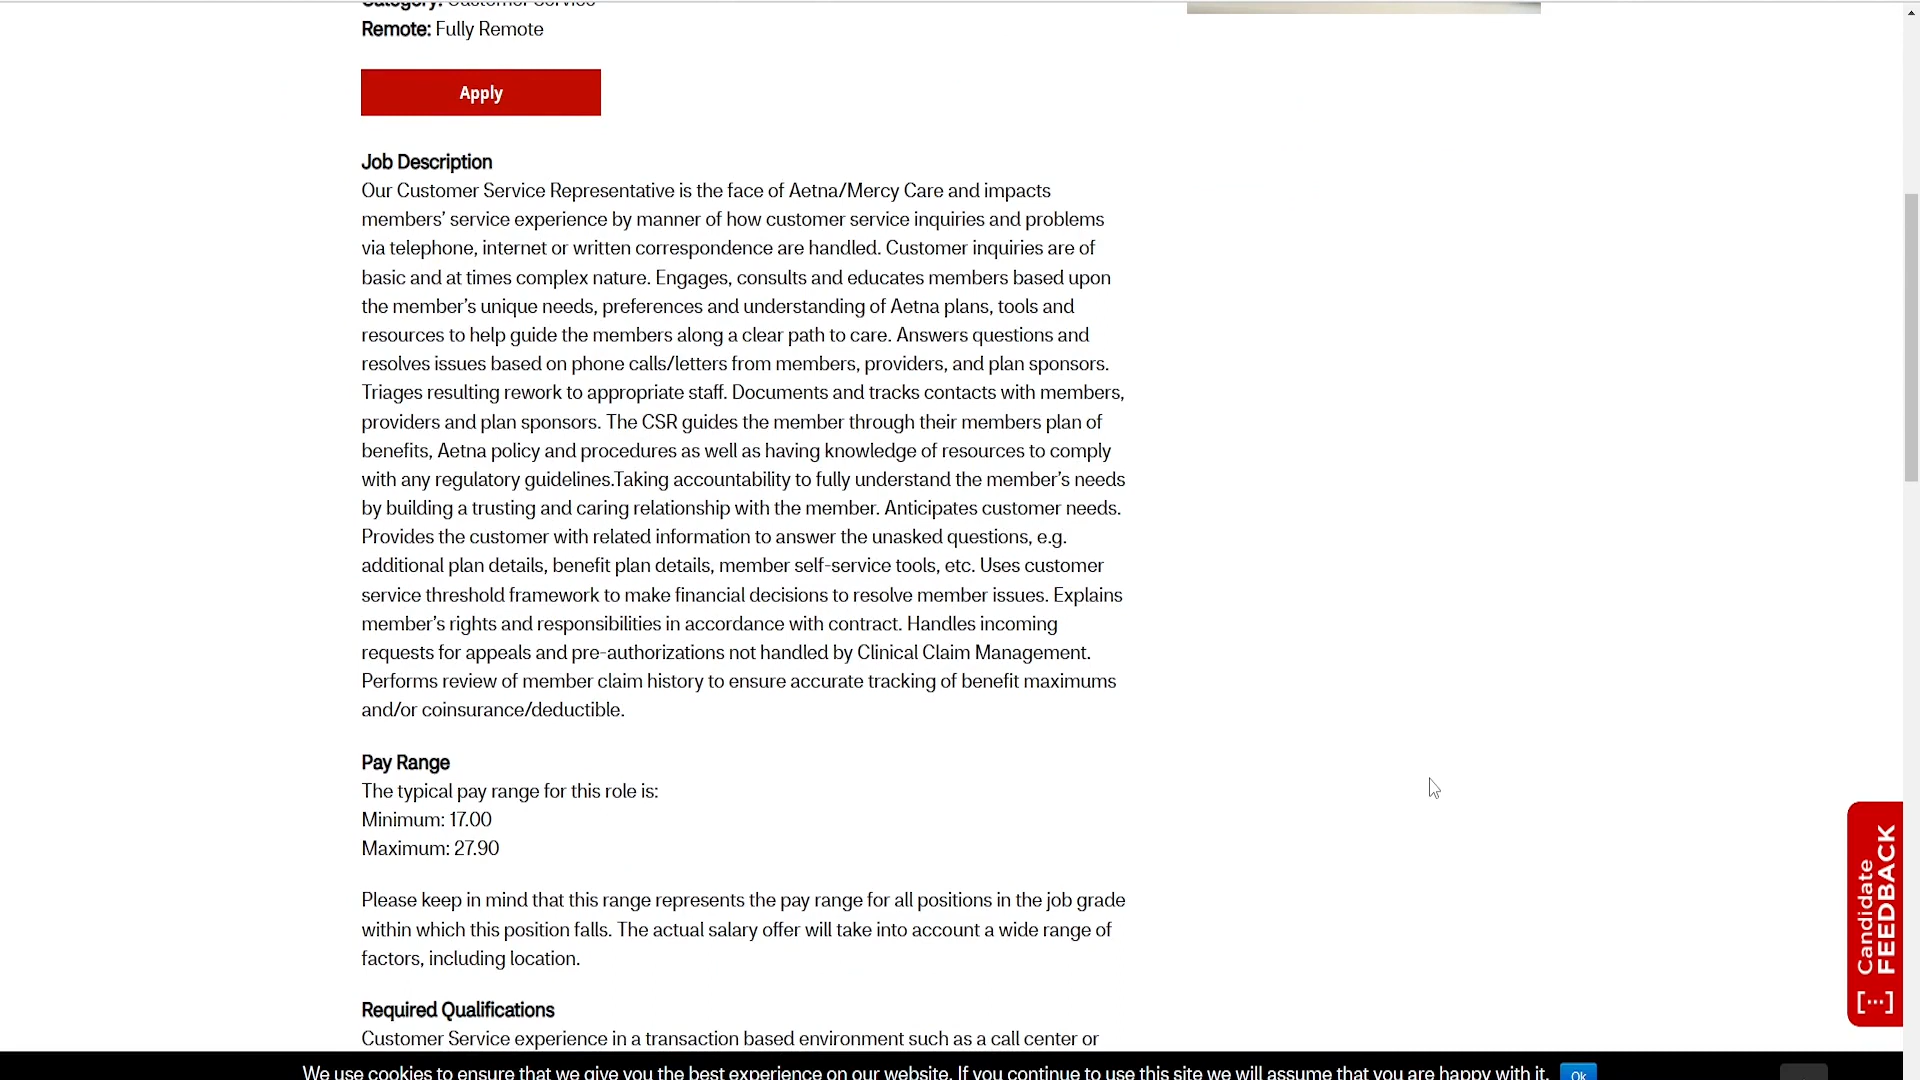 Category: Customer Service
Remote: Fully Remote
Apply
Job Description
Our Customer Service Representative is the face of Aetna/Mercy Care and impacts
members’ service experience by manner of how customer service inquiries and problems
via telephone, internet or written correspondence are handled. Customer inquiries are of
basic and at times complex nature. Engages, consults and educates members based upon
the member’s unique needs, preferences and understanding of Aetna plans, tools and
resources to help guide the members along a clear path to care. Answers questions and
resolves issues based on phone calls/letters from members, providers, and plan sponsors.
Triages resulting rework to appropriate staff. Documents and tracks contacts with members,
providers and plan sponsors. The CSR guides the member through their members plan of
benefits, Aetna policy and procedures as well as having knowledge of resources to comply
with any regulatory guidelines.Taking accountability to fully understand the member’s needs
by building a trusting and caring relationship with the member. Anticipates customer needs.
Provides the customer with related information to answer the unasked questions, e.g.
additional plan details, benefit plan details, member self-service tools, etc. Uses customer
service threshold framework to make financial decisions to resolve member issues. Explains
member’s rights and responsibilities in accordance with contract. Handles incoming
requests for appeals and pre-authorizations not handled by Clinical Claim Management.
Performs review of member claim history to ensure accurate tracking of benefit maximums
and/or coinsurance/deductible.
Pay Range
The typical pay range for this role is:
Minimum: 17.00
Maximum: 27.90
Please keep in mind that this range represents the pay range for all positions in the job grade
within which this position falls. The actual salary offer will take into account a wide range of
factors, including location.
Required Qualifications
Customer Service experience in a transaction based environment such as a call center or
We use cookies to ensure that we give you the best experience on our website. If you continue to use this site we will assume that you are happy with it.
Ok
Candidate
FEEDBACK
[···]